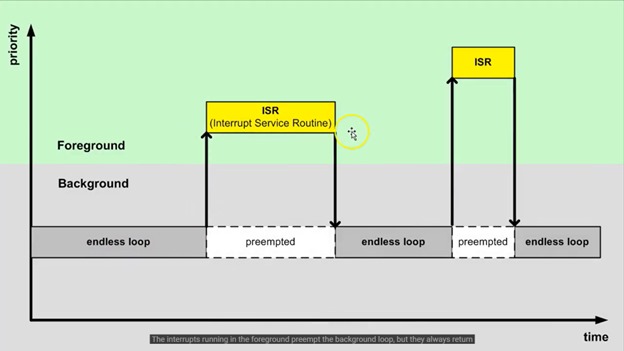 priority
ISR
ISR
(Interrupt Service Routine)
Foreground
Background
endless loop
preempted
endless loop
preempted
endless loop
time
The interrupts running in the foreground preempt the background loop, but they always return